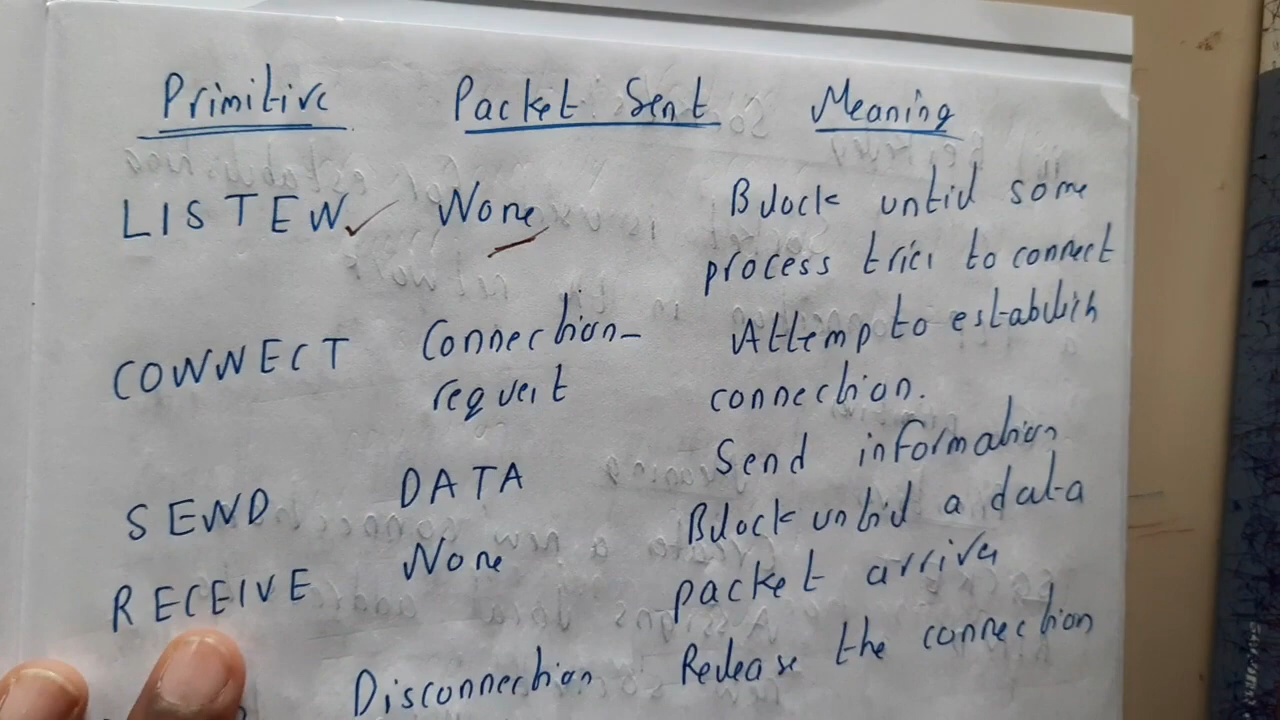 Primitive Packet Sent Meaning
LISTEN None Block until some
process tries to connect
CONNECT Connection- Attemp to establish
request connection.
SEND DATA Send information
RECEIVE None Block until a data
packet arrives
Disconnection Release the connection